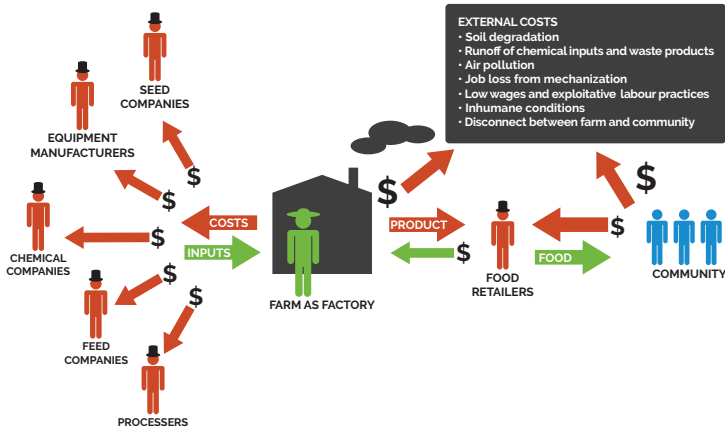 EXTERNAL COSTS
• Soil degradation
• Runoff of chemical inputs and waste products
• Air pollution
• Job loss from mechanization
• Low wages and exploitative labour practices
• Inhumane conditions
• Disconnect between farm and community
SEED
COMPANIES
EQUIPMENT
MANUFACTURERS
$
$
$
$
$
COSTS
PRODUCT
$
$
CHEMICAL
COMPANIES
INPUTS
$
$
FOOD
COMMUNITY
$
FOOD
RETAILERS
FARM AS FACTORY
$
FEED
COMPANIES
PROCESSERS